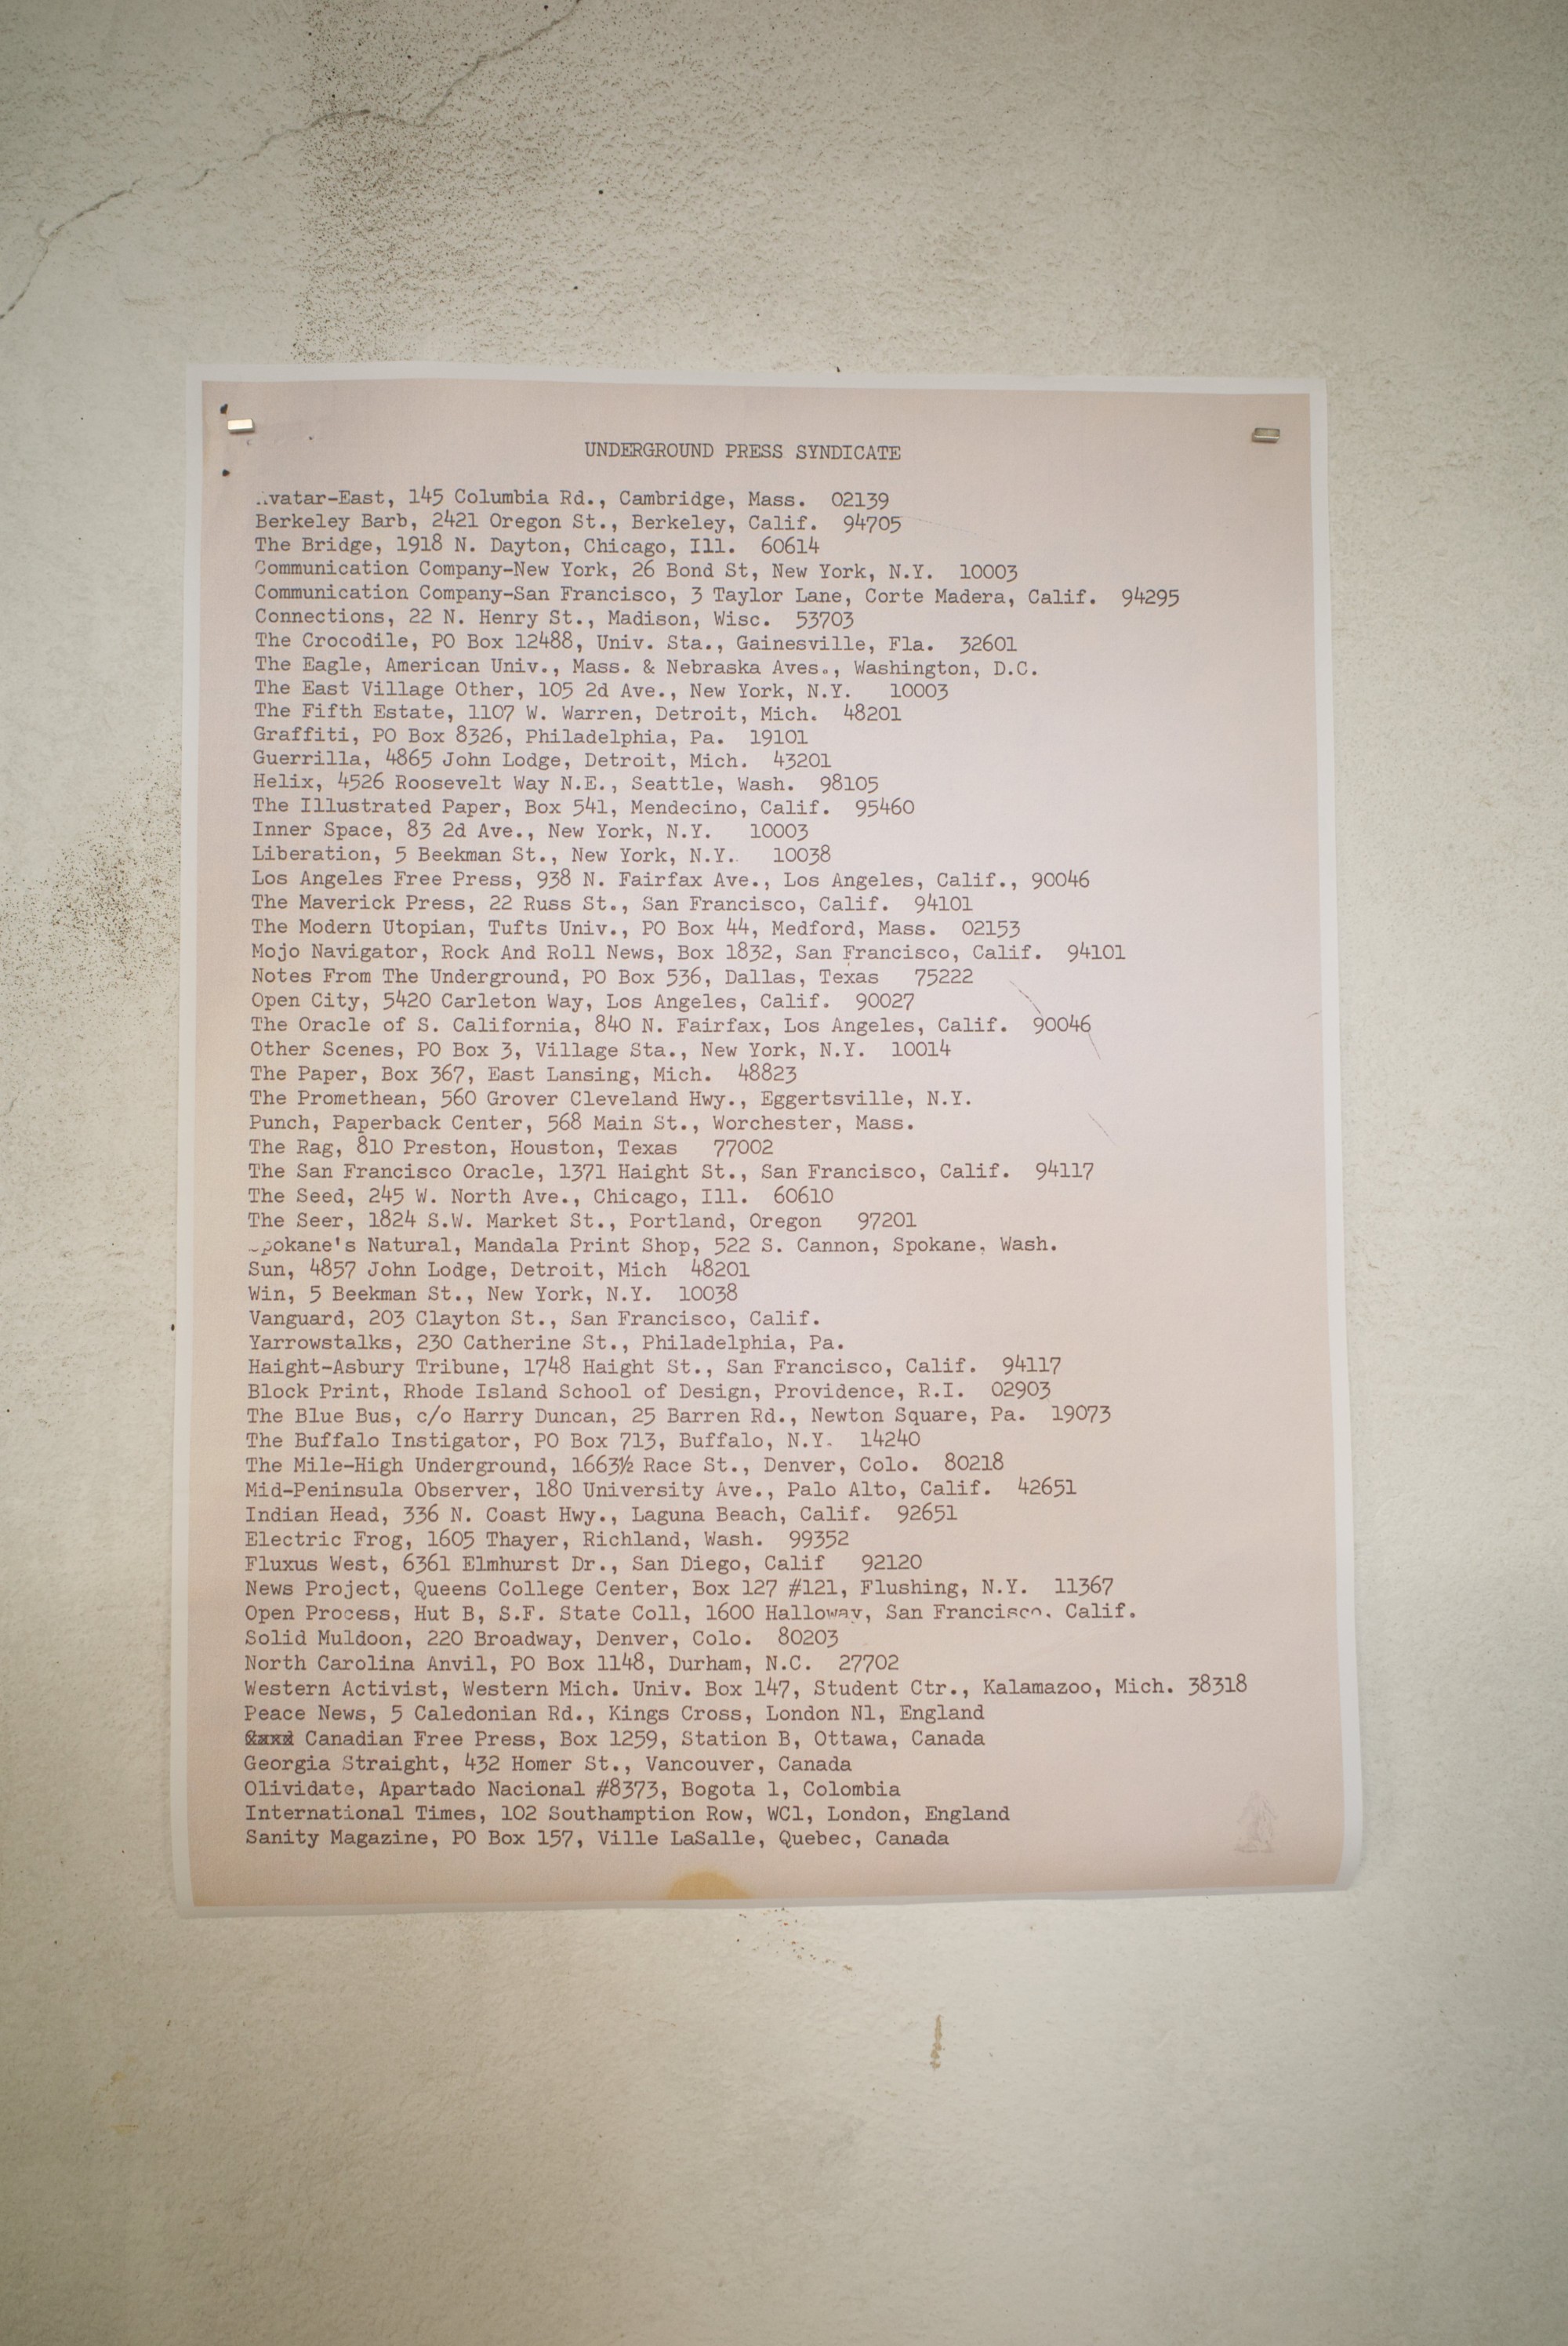 UNDERGROUND PRESS SYNDICATE
Avatar-East, 145 Columbia Rd., Cambridge, Mass. 02139
Berkeley Barb, 2421 Oregon St., Berkeley, Calif. 94705
The Bridge, 1918 N. Dayton, Chicago, Ill. 60614
Communication Company-New York, 26 Bond St, New York, N.Y. 10003
Communication Company-San Francisco, 3 Taylor Lane, Corte Madera, Calif. 94295
Connections, 22 N. Henry St., Madison, Wisc. 53703
The Crocodile, PO Box 12488, Univ. Sta., Gainesville, Fla. 32601
The Eagle, American Univ., Mass. & Nebraska Aves., Washington, D.C.
The East Village Other, 105 2d Ave., New York, N.Y. 10003
The Fifth Estate, 1107 W. Warren, Detroit, Mich. 48201
Graffiti, PO Box 8326, Philadelphia, Pa. 19101
Guerrilla, 4865 John Lodge, Detroit, Mich. 43201
Helix, 4526 Roosevelt Way N.E., Seattle, Wash. 98105
The Illustrated Paper, Box 541, Mendecino, Calif. 95460
Inner Space, 83 2d Ave., New York, N.Y. 10003
Liberation, 5 Beekman St., New York, N.Y. 10038
Los Angeles Free Press, 938 N. Fairfax Ave., Los Angeles, Calif., 90046
The Maverick Press, 22 Russ St., San Francisco, Calif. 94101
The Modern Utopian, Tufts Univ., PO Box 44, Medford, Mass. 02153
Mojo Navigator, Rock And Roll News, Box 1832, San Francisco, Calif. 94101
Notes From The Underground, PO Box 536, Dallas, Texas 75222
Open City, 5420 Carleton Way, Los Angeles, Calif. 90027
The Oracle of S. California, 840 N. Fairfax, Los Angeles, Calif. 90046
Other Scenes, PO Box 3, Village Sta., New York, N.Y. 10014
The Paper, Box 367, East Lansing, Mich. 48823
The Promethean, 560 Grover Cleveland Hwy., Eggertsville, N.Y.
Punch, Paperback Center, 568 Main St., Worchester, Mass.
The Rag, 810 Preston, Houston, Texas 77002
The San Francisco Oracle, 1371 Haight St., San Francisco, Calif. 94117
The Seed, 245 W. North Ave., Chicago, Ill. 60610
The Seer, 1824 S.W. Market St., Portland, Oregon 97201
Spokane's Natural, Mandala Print Shop, 522 S. Cannon, Spokane, Wash.
Sun, 4857 John Lodge, Detroit, Mich 48201
Win, 5 Beekman St., New York, N.Y. 10038
Vanguard, 203 Clayton St., San Francisco, Calif.
Yarrowstalks, 230 Catherine St., Philadelphia, Pa.
Haight-Asbury Tribune, 1748 Haight St., San Francisco, Calif. 94117
Block Print, Rhode Island School of Design, Providence, R.I. 02903
The Blue Bus, c/o Harry Duncan, 25 Barren Rd., Newton Square, Pa. 19073
The Buffalo Instigator, PO Box 713, Buffalo, N.Y. 14240
The Mile-High Underground, 1663½ Race St., Denver, Colo. 80218
Mid-Peninsula Observer, 180 University Ave., Palo Alto, Calif. 42651
Indian Head, 336 N. Coast Hwy., Laguna Beach, Calif. 92651
Electric Frog, 1605 Thayer, Richland, Wash. 99352
Fluxus West, 6361 Elmhurst Dr., San Diego, Calif 92120
News Project, Queens College Center, Box 127 #121, Flushing, N.Y. 11367
Open Process, Hut B, S.F. State Coll, 1600 Halloway, San Francisco, Calif.
Solid Muldoon, 220 Broadway, Denver, Colo. 80203
North Carolina Anvil, PO Box 1148, Durham, N.C. 27702
Western Activist, Western Mich. Univ. Box 147, Student Ctr., Kalamazoo, Mich. 38318
Peace News, 5 Caledonian Rd., Kings Cross, London N1, England
Canadian Free Press, Box 1259, Station B, Ottawa, Canada
Georgia Straight, 432 Homer St., Vancouver, Canada
Olividate, Apartado Nacional #8373, Bogota 1, Colombia
International Times, 102 Southamption Row, WC1, London, England
Sanity Magazine, PO Box 157, Ville LaSalle, Quebec, Canada